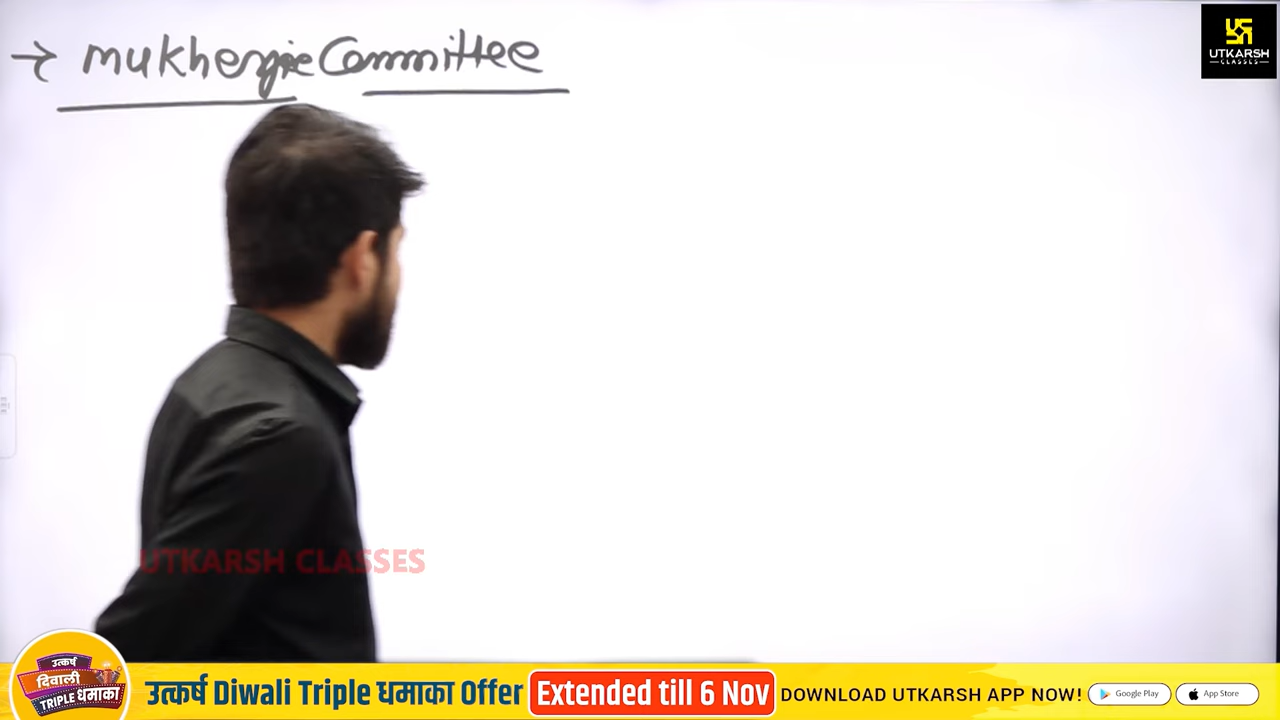 → mukherjie Committee
UTKARSH
CLASSES
UTKARSH CLASSES
उत्कर्ष
दिवाली
TRIPLE धमाका
उत्कर्ष Diwali Triple धमाका Offer Extended till 6 Nov DOWNLOAD UTKARSH APP NOW! Google Play App Store